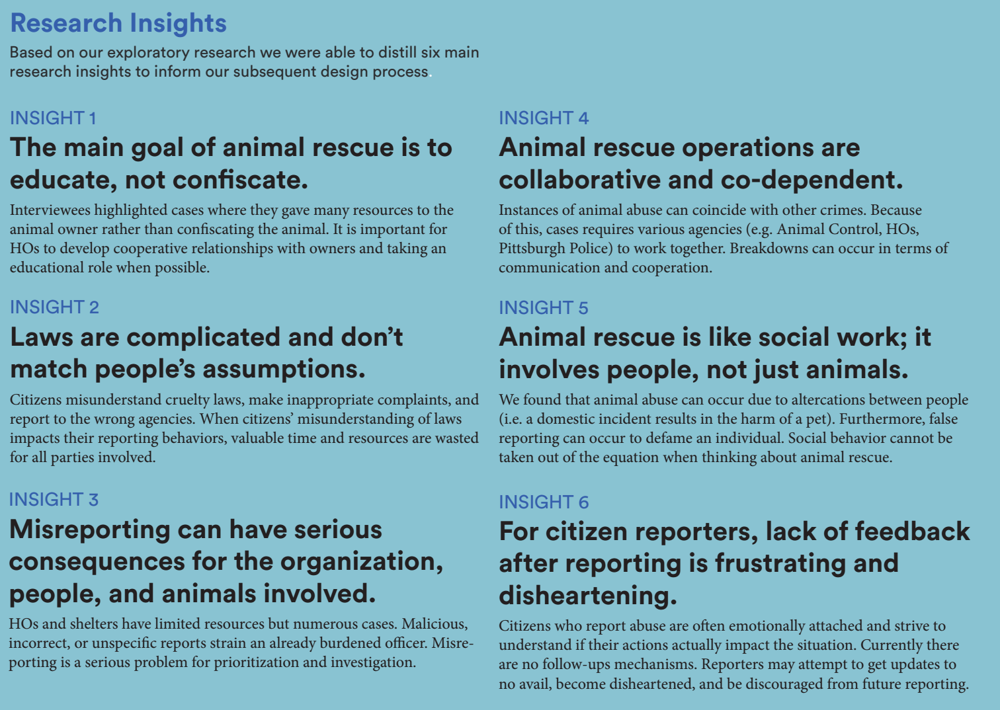 Research Insights
Based on our exploratory research we were able to distill six main
research insights to inform our subsequent design process.
INSIGHT 1
The main goal of animal rescue is to
educate, not confiscate.
Interviewees highlighted cases where they gave many resources to the
animal owner rather than confiscating the animal. It is important for
HOs to develop cooperative relationships with owners and taking an
educational role when possible.
INSIGHT 2
Laws are complicated and don’t
match people’s assumptions.
Citizens misunderstand cruelty laws, make inappropriate complaints, and
report to the wrong agencies. When citizens’ misunderstanding of laws
impacts their reporting behaviors, valuable time and resources are wasted
for all parties involved.
INSIGHT 3
Misreporting can have serious
consequences for the organization,
people, and animals involved.
HOs and shelters have limited resources but numerous cases. Malicious,
incorrect, or unspecific reports strain an already burdened officer. Misre-
porting is a serious problem for prioritization and investigation.
INSIGHT 4
Animal rescue operations are
collaborative and co-dependent.
Instances of animal abuse can coincide with other crimes. Because
of this, cases requires various agencies (e.g. Animal Control, HOs,
Pittsburgh Police) to work together. Breakdowns can occur in terms of
communication and cooperation.
INSIGHT 5
Animal rescue is like social work; it
involves people, not just animals.
We found that animal abuse can occur due to altercations between people
(i.e. a domestic incident results in the harm of a pet). Furthermore, false
reporting can occur to defame an individual. Social behavior cannot be
taken out of the equation when thinking about animal rescue.
INSIGHT 6
For citizen reporters, lack of feedback
after reporting is frustrating and
disheartening.
Citizens who report abuse are often emotionally attached and strive to
understand if their actions actually impact the situation. Currently there
are no follow-ups mechanisms. Reporters may attempt to get updates to
no avail, become disheartened, and be discouraged from future reporting.